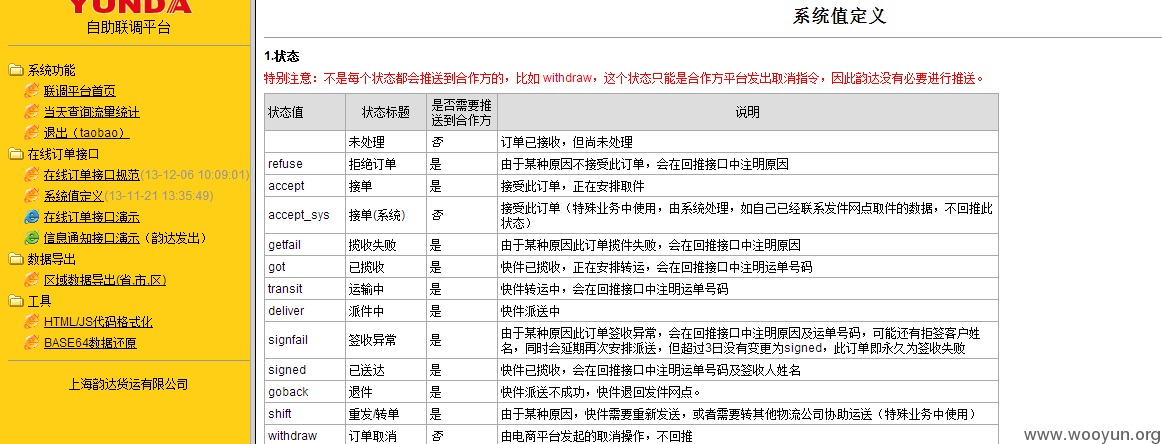 YUNDA
自助联调平台
系统功能
联调平台首页
当天查询流量统计
退出（taobao）
在线订单接口
在线订单接口规范(13-12-06 10:09:01)
系统值定义(13-11-21 13:35:49)
在线订单接口演示
信息通知接口演示（韵达发出）
数据导出
区域数据导出(省.市.区)
工具
HTML/JS代码格式化
BASE64数据还原
上海韵达货运有限公司
系统值定义
1.状态
特别注意：不是每个状态都会推送到合作方的，比如 withdraw，这个状态只能是合作方平台发出取消指令，因此韵达没有必要进行推送。
状态值 状态标题 是否需要推送到合作方 说明
未处理 否 订单已接收，但尚未处理
refuse 拒绝订单 是 由于某种原因不接受此订单，会在回推接口中注明原因
accept 接单 是 接受此订单，正在安排取件
accept_sys 接单(系统) 否 接受此订单（特殊业务中使用，由系统处理，如自己已经联系发件网点取件的数据，不回推此
状态）
getfail 揽收失败 是 由于某种原因此订单揽件失败，会在回推接口中注明原因
got 已揽收 是 快件已揽收，正在安排转运，会在回推接口中注明运单号码
transit 运输中 是 快件转运中，会在回推接口中注明运单号码
deliver 派件中 是 快件派送中
signfail 签收异常 是 由于某种原因此订单签收异常，会在回推接口中注明原因及运单号码，可能还有拒签客户姓
名，同时会延期再次安排派送，但超过3日没有变更为signed，此订单即永久为签收失败
signed 已送达 是 快件已揽收，会在回推接口中注明运单号码及签收人姓名
goback 退件 是 快件派送不成功，快件退回发件网点。
shift 重发/转单 是 由于某种原因，快件需要重新发送，或者需要转其他物流公司协助运送（特殊业务中使用）
withdraw 订单取消 否 由电商平台发起的取消操作，不回推
www.wooyun.org